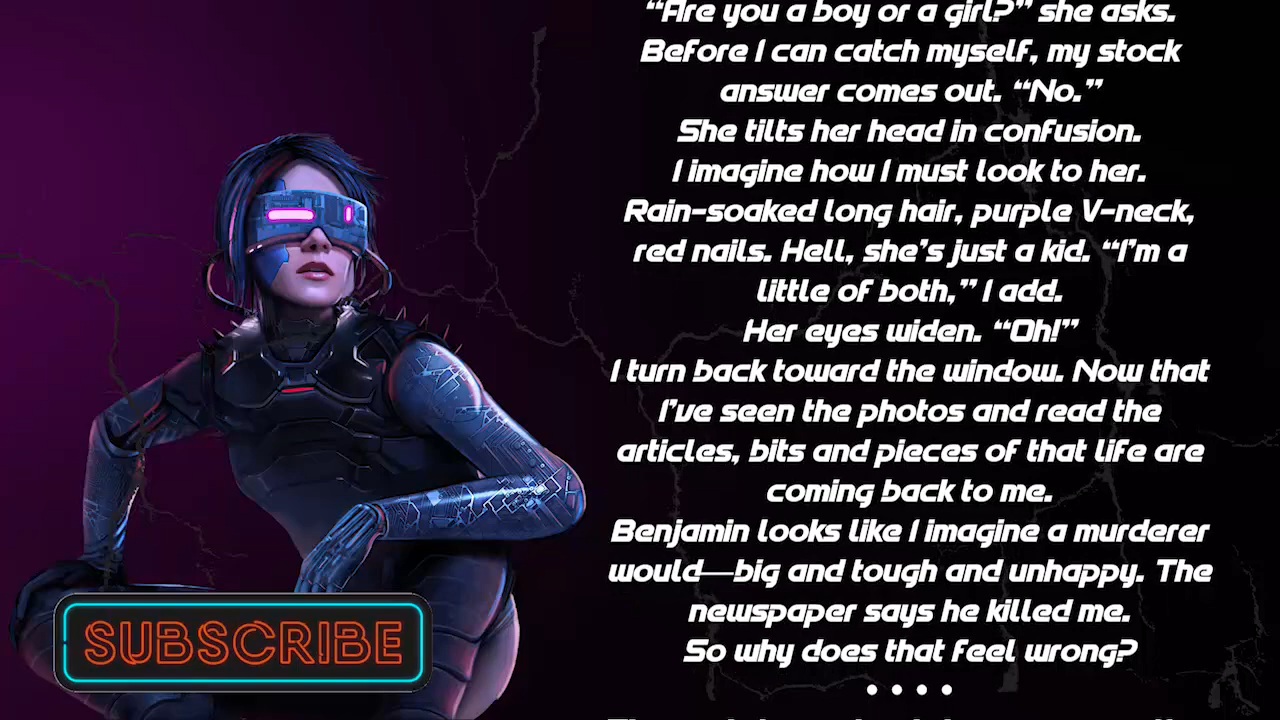 “Are you a boy or a girl?” she asks.
Before I can catch myself, my stock
answer comes out. “No.”
She tilts her head in confusion.
I imagine how I must look to her.
Rain-soaked long hair, purple V-neck,
red nails. Hell, she’s just a kid. “I’m a
little of both,” I add.
Her eyes widen. “Oh!”
I turn back toward the window. Now that
I’ve seen the photos and read the
articles, bits and pieces of that life are
coming back to me.
Benjamin looks like I imagine a murderer
would—big and tough and unhappy. The
newspaper says he killed me.
So why does that feel wrong?
• • • •
SUBSCRIBE